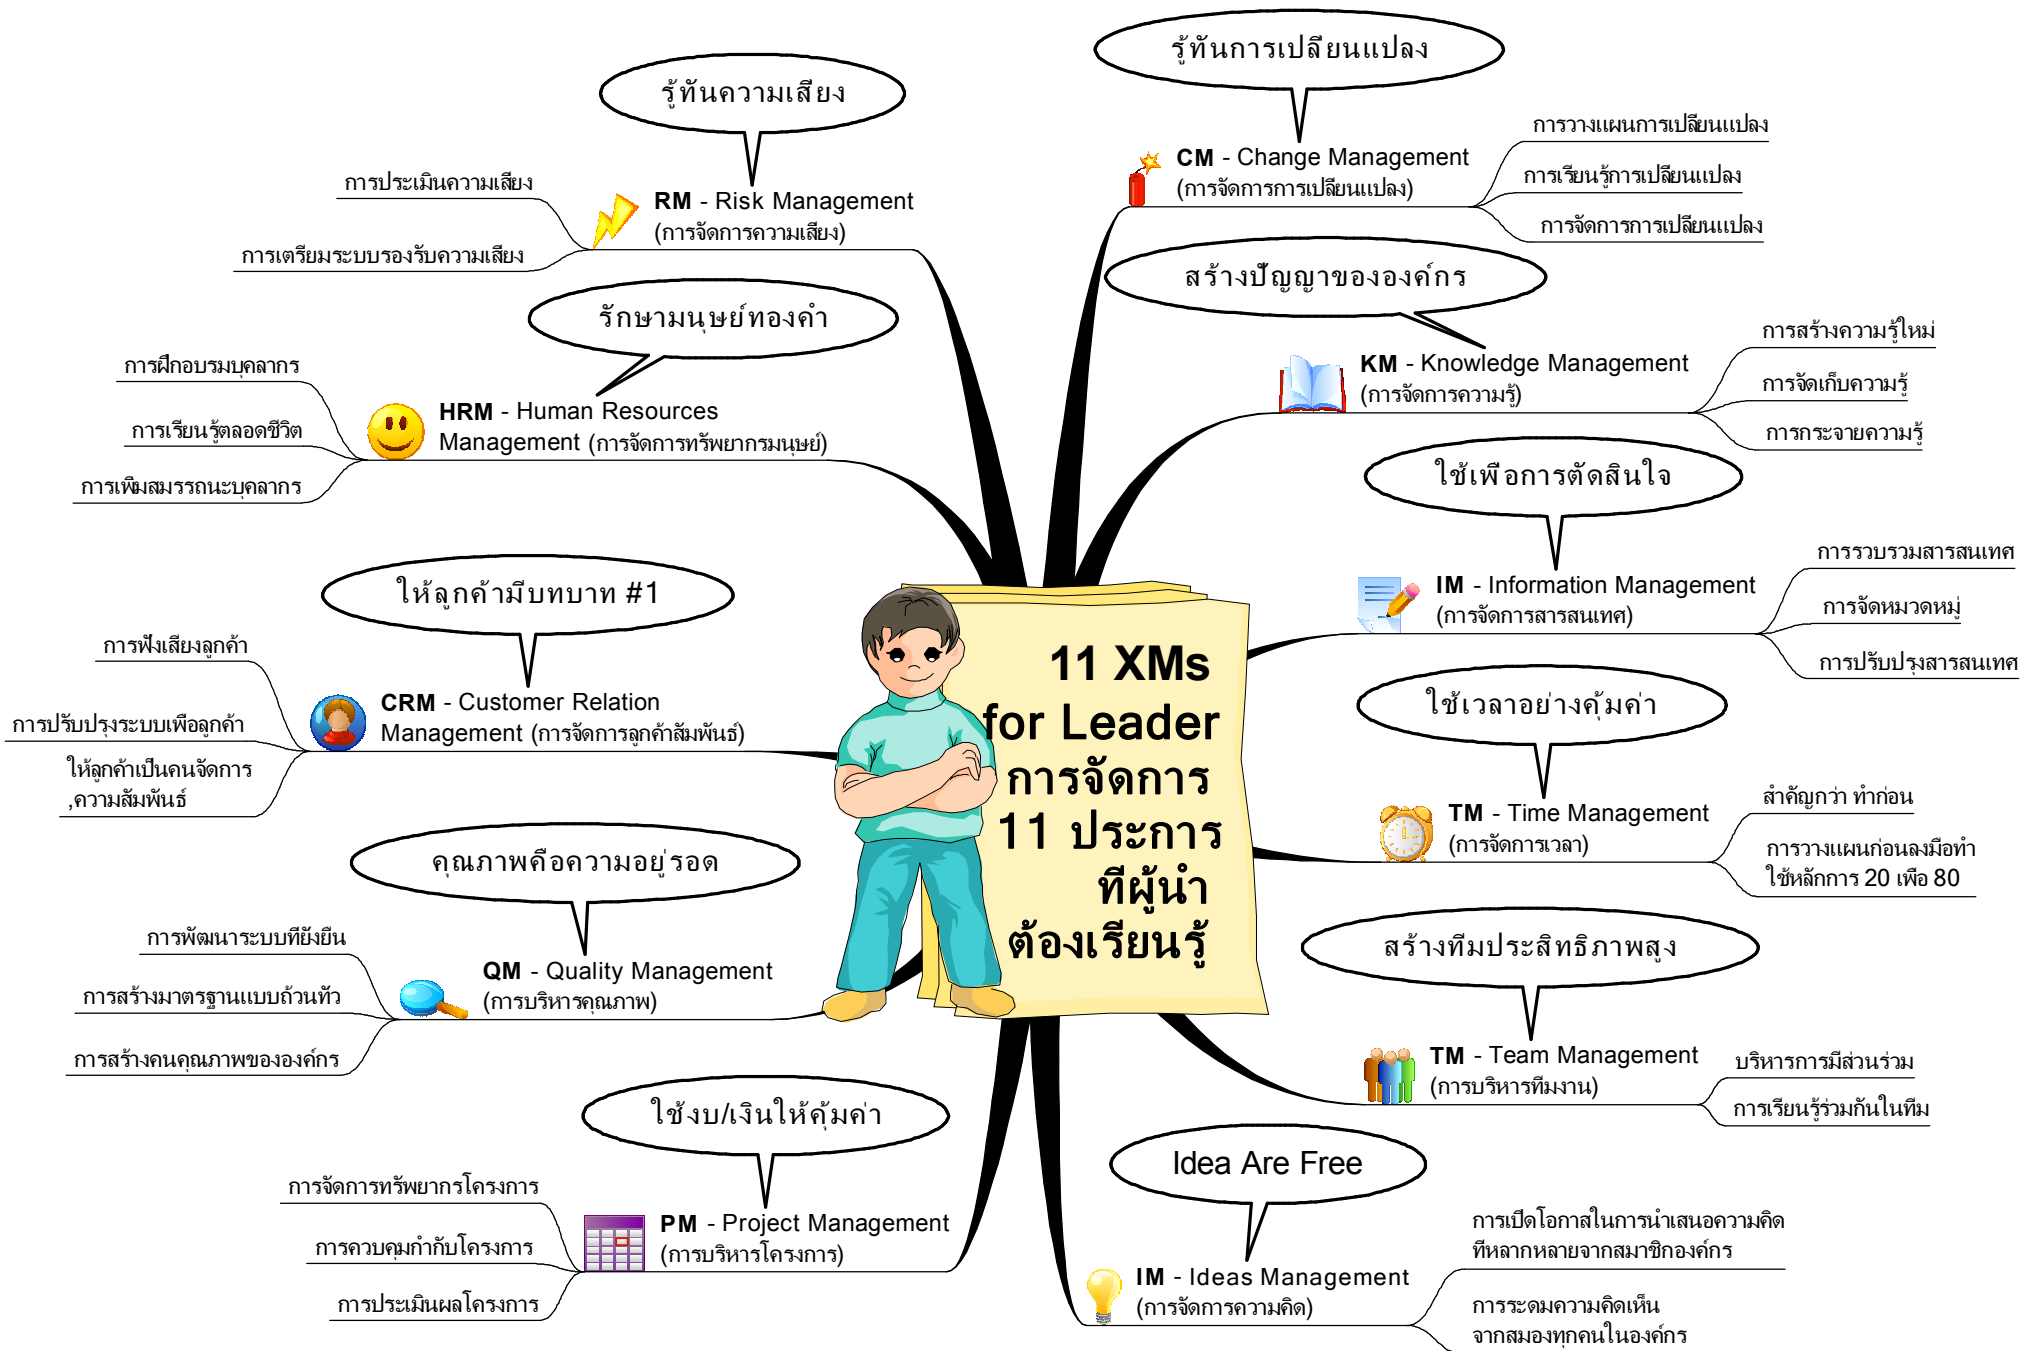 11 XMs
for Leader
การจัดการ
11 ประการ
ทีผู้นำ
ต้องเรียนรู้
รู้ทันการเปลียนแปลง
CM - Change Management
(การจัดการการเปลียนแปลง)
การวางแผนการเปลียนแปลง
การเรียนรู้การเปลียนแปลง
การจัดการการเปลียนแปลง
สร้างปัญญาขององค์กร
KM - Knowledge Management
(การจัดการความรู้)
การสร้างความรู้ใหม่
การจัดเก็บความรู้
การกระจายความรู้
ใช้เพือการตัดสินใจ
IM - Information Management
(การจัดการสารสนเทศ)
การรวบรวมสารสนเทศ
การจัดหมวดหมู่
การปรับปรุงสารสนเทศ
ใช้เวลาอย่างคุ้มค่า
TM - Time Management
(การจัดการเวลา)
สำคัญกว่า ทำก่อน
การวางแผนก่อนลงมือทำ
ใช้หลักการ 20 เพือ 80
สร้างทีมประสิทธิภาพสูง
TM - Team Management
(การบริหารทีมงาน)
บริหารการมีส่วนร่วม
การเรียนรู้ร่วมกันในทีม
Idea Are Free
IM - Ideas Management
(การจัดการความคิด)
การเปิดโอกาสในการนำเสนอความคิด
ทีหลากหลายจากสมาชิกองค์กร
การระดมความคิดเห็น
จากสมองทุกคนในองค์กร
รู้ทันความเสียง
RM - Risk Management
(การจัดการความเสียง)
การประเมินความเสียง
การเตรียมระบบรองรับความเสียง
รักษามนุษย์ทองคำ
HRM - Human Resources
Management (การจัดการทรัพยากรมนุษย์)
การฝึกอบรมบุคลากร
การเรียนรู้ตลอดชีวิต
การเพิมสมรรถนะบุคลากร
ให้ลูกค้ามีบทบาท #1
CRM - Customer Relation
Management (การจัดการลูกค้าสัมพันธ์)
การฟังเสียงลูกค้า
การปรับปรุงระบบเพือลูกค้า
ให้ลูกค้าเป็นคนจัดการ
,ความสัมพันธ์
คุณภาพคือความอยู่รอด
QM - Quality Management
(การบริหารคุณภาพ)
การพัฒนาระบบทียังยืน
การสร้างมาตรฐานแบบถ้วนทัว
การสร้างคนคุณภาพขององค์กร
ใช้งบ/เงินให้คุ้มค่า
PM - Project Management
(การบริหารโครงการ)
การจัดการทรัพยากรโครงการ
การควบคุมกำกับโครงการ
การประเมินผลโครงการ